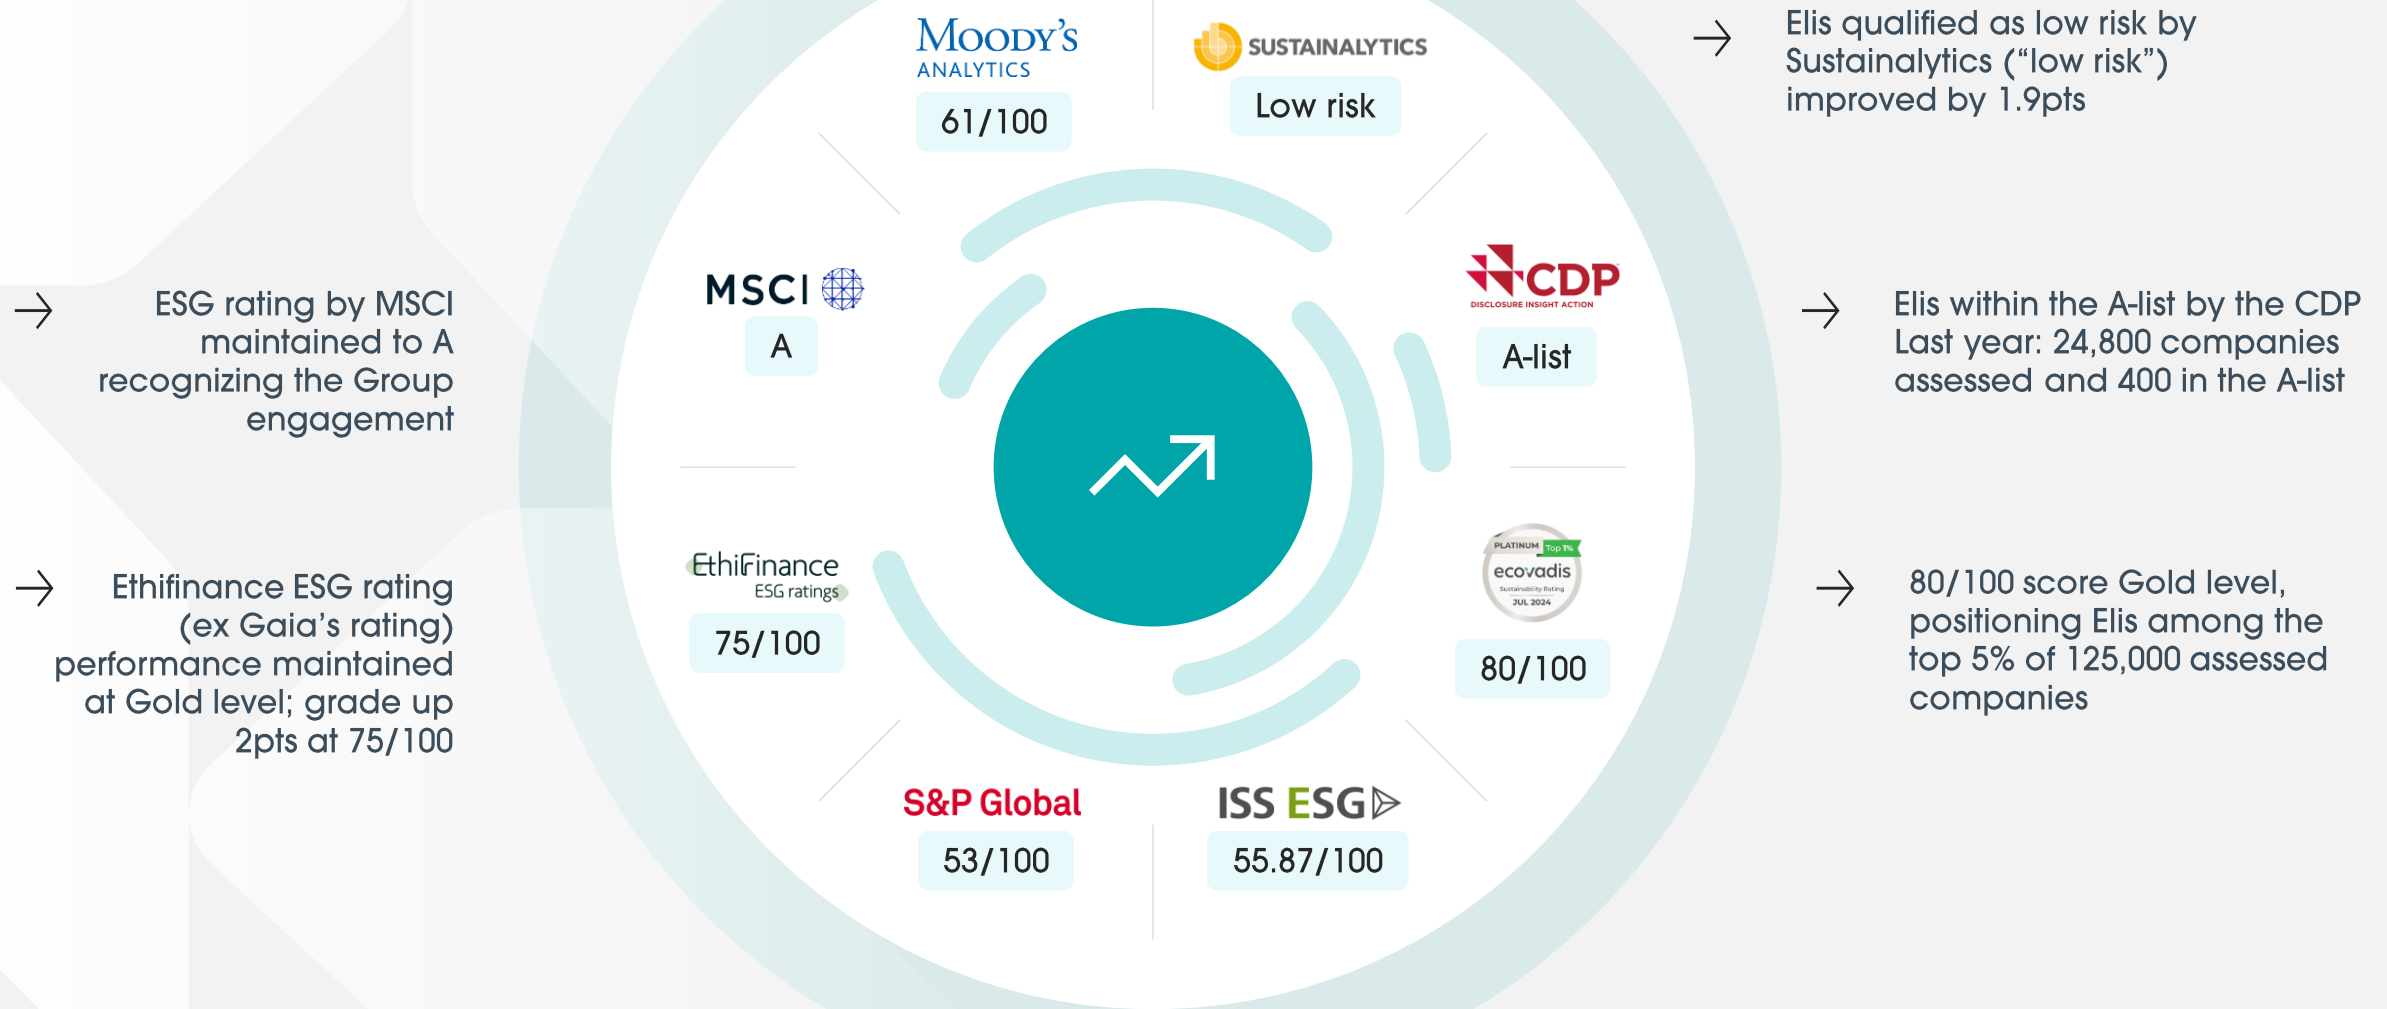 MOODY'S
ANALYTICS
61/100
SUSTAINALYTICS
Low risk
Elis qualified as low risk by
Sustainalytics (“low risk”)
improved by 1.9pts
ESG rating by MSCI
maintained to A
recognizing the Group
engagement
MSCI
A
CDP
DISCLOSURE INSIGHT ACTION
A-list
Elis within the A-list by the CDP
Last year: 24,800 companies
assessed and 400 in the A-list
Ethifinance ESG rating
(ex Gaia’s rating)
performance maintained
at Gold level; grade up
2pts at 75/100
EthiFinance
ESG ratings
75/100
PLATINUM Top 1%
ecovadis
Sustainability Rating
JUL 2024
80/100
80/100 score Gold level,
positioning Elis among the
top 5% of 125,000 assessed
companies
S&P Global
53/100
ISS ESG
55.87/100